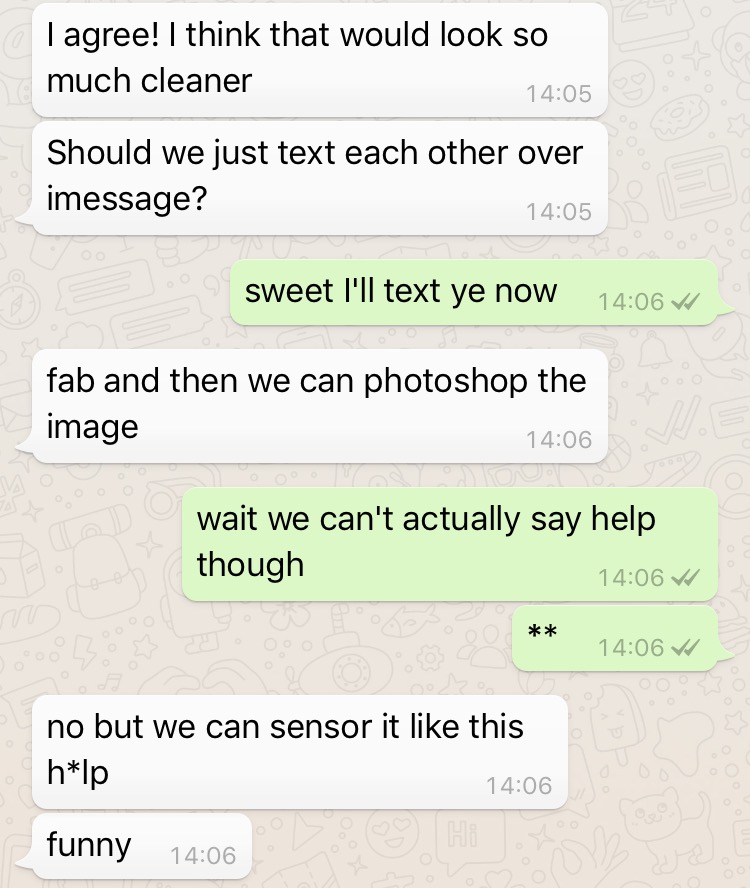 I agree! I think that would look so
much cleaner
14:05
Should we just text each other over
imessage?
14:05
sweet I'll text ye now
14:06
fab and then we can photoshop the
image
14:06
wait we can't actually say help
though
14:06
**
14:06
no but we can sensor it like this
h*lp
14:06
funny
14:06
Hi